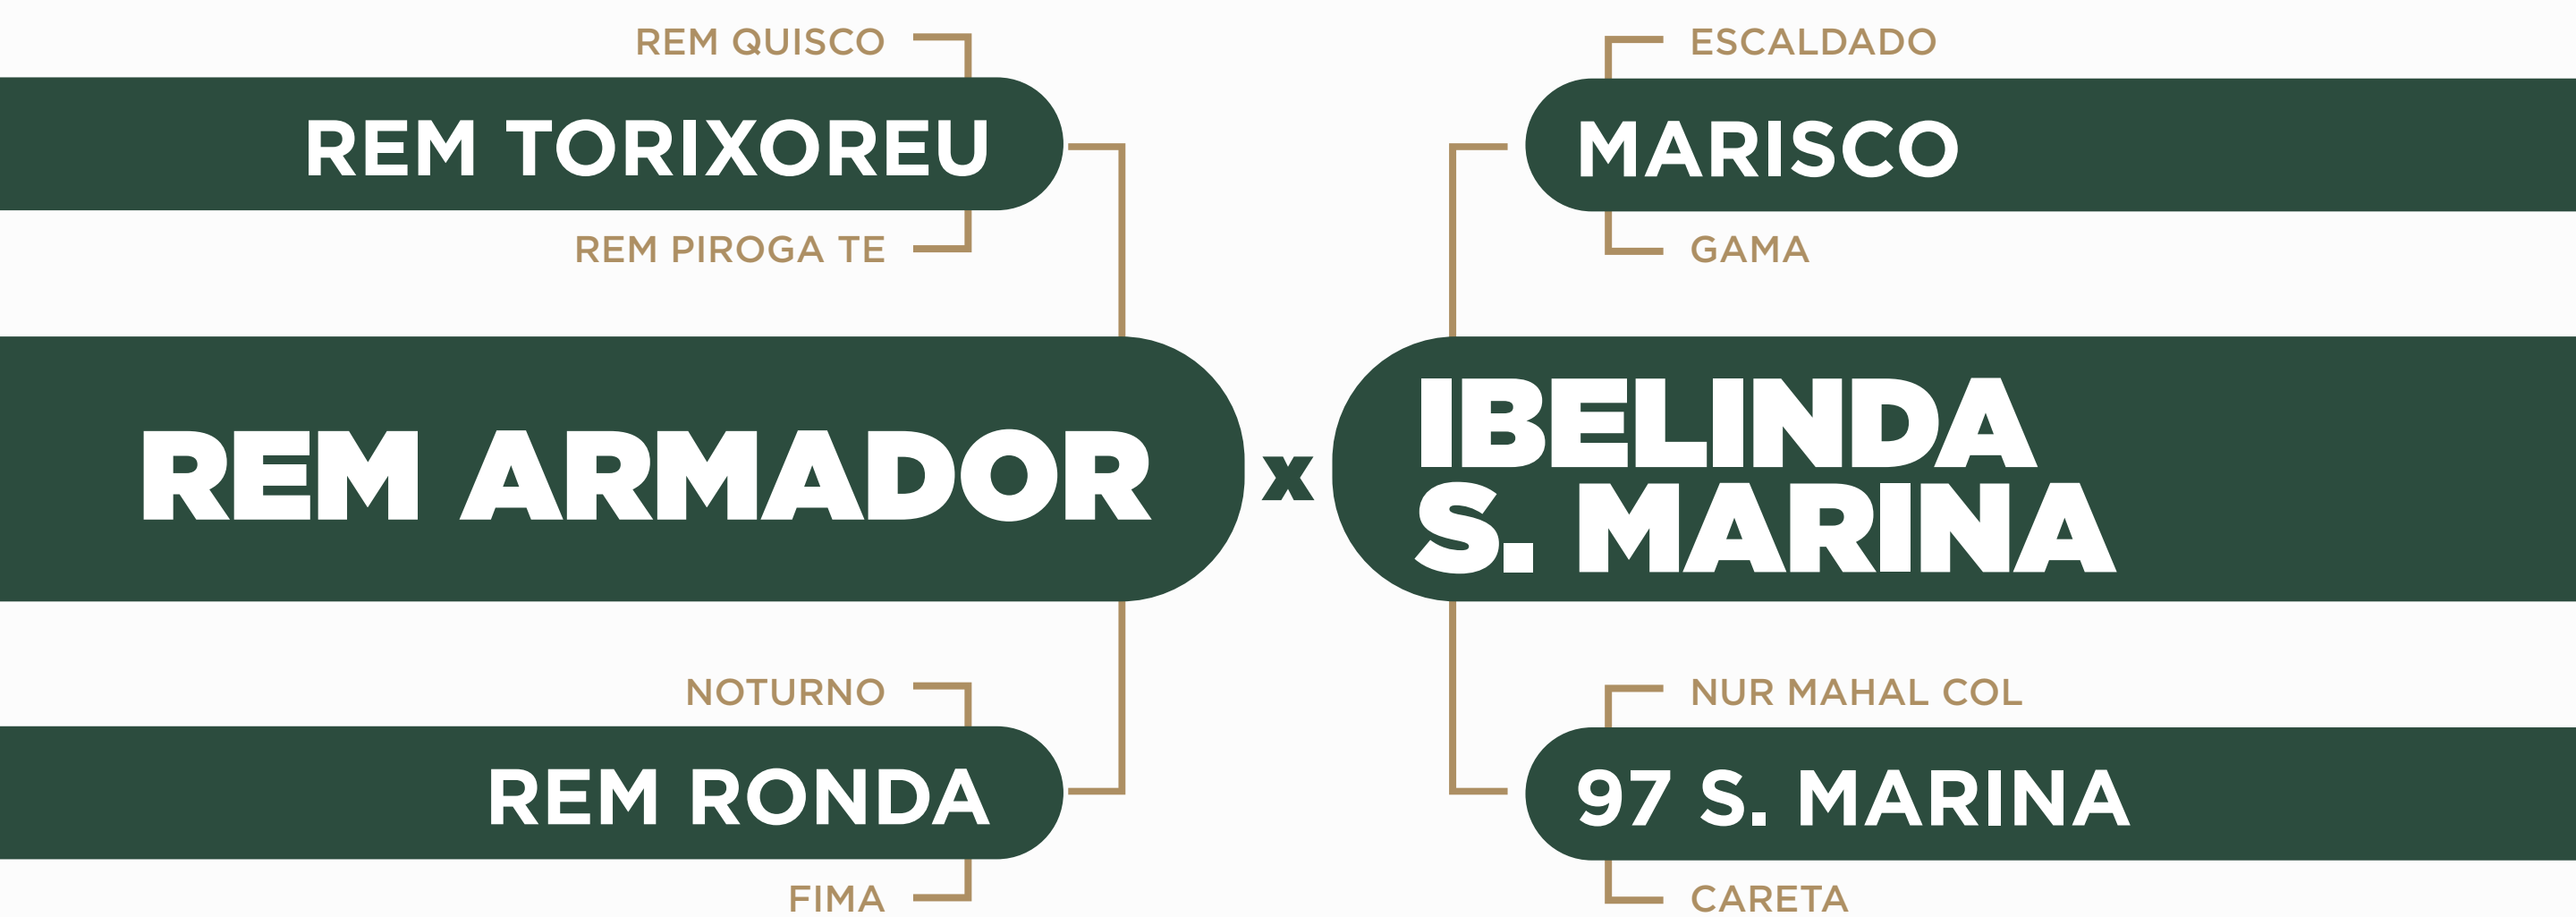 REM QUISCO
REM TORIXOREU
REM PIROGA TE
REM ARMADOR
NOTURNO
REM RONDA
FIMA
x
ESCALDADO
MARISCO
GAMA
IBELINDA
S. MARINA
NUR MAHAL COL
97 S. MARINA
CARETA